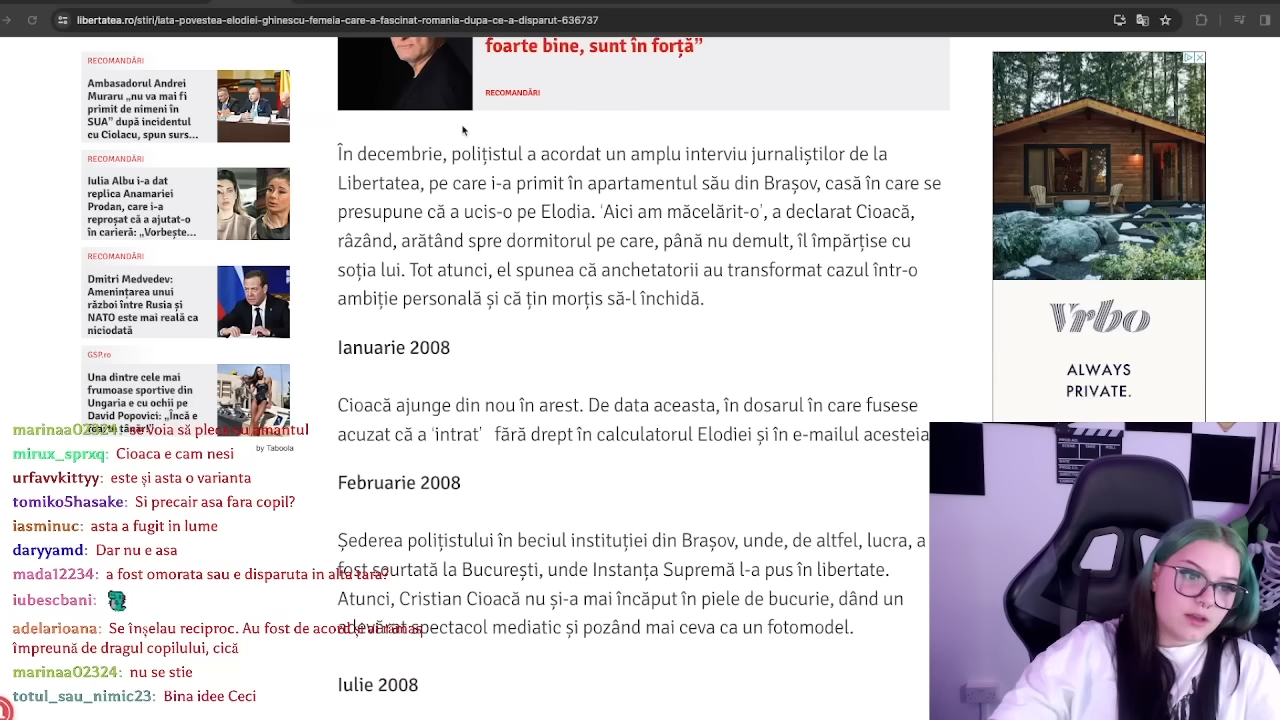 libertatea.ro/stiri/iata-povestea-elodiei-ghinescu-femeia-care-a-fascinat-romania-dupa-ce-a-disparut-636737
RECOMANDĂRI
Ambasadorul Andrei
Muraru „nu va mai fi
primit de nimeni în
SUA” după incidentul
cu Ciolacu, spun surs...
RECOMANDĂRI
Iulia Albu i-a dat
replica Anamariei
Prodan, care i-a
reproșat că a ajutat-o
în carieră: „Vorbește...
RECOMANDĂRI
Dmitri Medvedev:
Amenințarea unui
război între Rusia și
NATO este mai reală ca
niciodată
GSP.ro
Una dintre cele mai
frumoase sportive din
Ungaria e cu ochii pe
David Popovici: „Încă e
by Taboola
foarte bine, sunt în forță”
RECOMANDĂRI
În decembrie, polițistul a acordat un amplu interviu jurnaliștilor de la
Libertatea, pe care i-a primit în apartamentul său din Brașov, casă în care se
presupune că a ucis-o pe Elodia. ‘Aici am măcelărit-o’, a declarat Cioacă,
râzând, arătând spre dormitorul pe care, până nu demult, îl împărțise cu
soția lui. Tot atunci, el spunea că anchetatorii au transformat cazul într-o
ambiție personală și că țin morțiș să-l închidă.
Ianuarie 2008
Cioacă ajunge din nou în arest. De data aceasta, în dosarul în care fusese
acuzat că a ‘intrat’ fără drept în calculatorul Elodiei și în e-mailul acesteia
Februarie 2008
Șederea polițistului în beciul instituției din Brașov, unde, de altfel, lucra, a
fost scurtată la București, unde Instanța Supremă l-a pus în libertate.
Atunci, Cristian Cioacă nu și-a mai încăput în piele de bucurie, dând un
adevărat spectacol mediatic și pozând mai ceva ca un fotomodel.
Iulie 2008
Vrbo
ALWAYS
PRIVATE.
marinaa02324: se voia să plece cu amantul
mirux_sprxq: Cioaca e cam nesi
urfavvkittyy: este și asta o varianta
tomiko5hasake: Si precair asa fara copil?
iasminuc: asta a fugit in lume
daryyamd: Dar nu e asa
mada12234: a fost omorata sau e disparuta in alta tara?
iubescbani:
adelarioana: Se înșelau reciproc. Au fost de acord
împreună de dragul copilului, cică
marinaa02324: nu se stie
totul_sau_nimic23: Bina idee Ceci